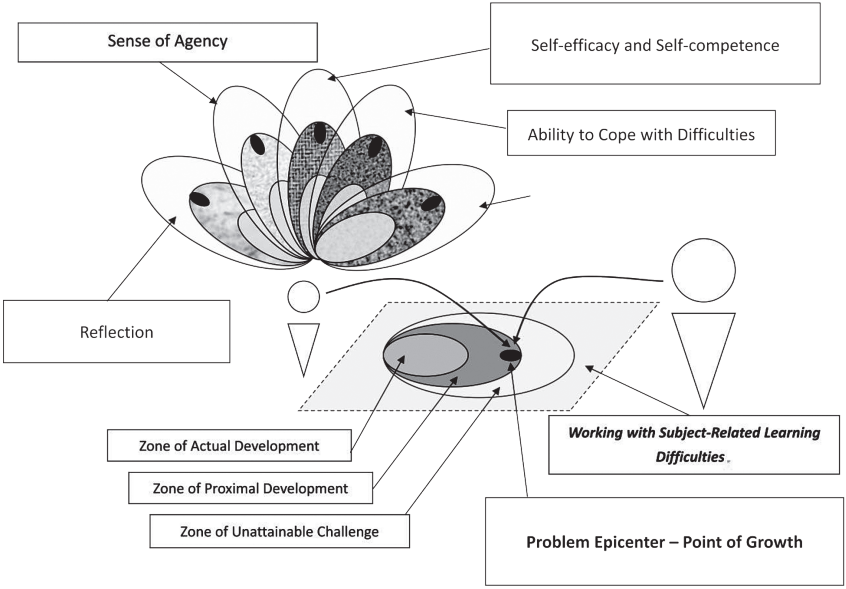 Sense of Agency
Self-efficacy and Self-competence
Ability to Cope with Difficulties
Reflection
Zone of Actual Development
Zone of Proximal Development
Zone of Unattainable Challenge
Working with Subject-Related Learning
Difficulties .
Problem Epicenter – Point of Growth